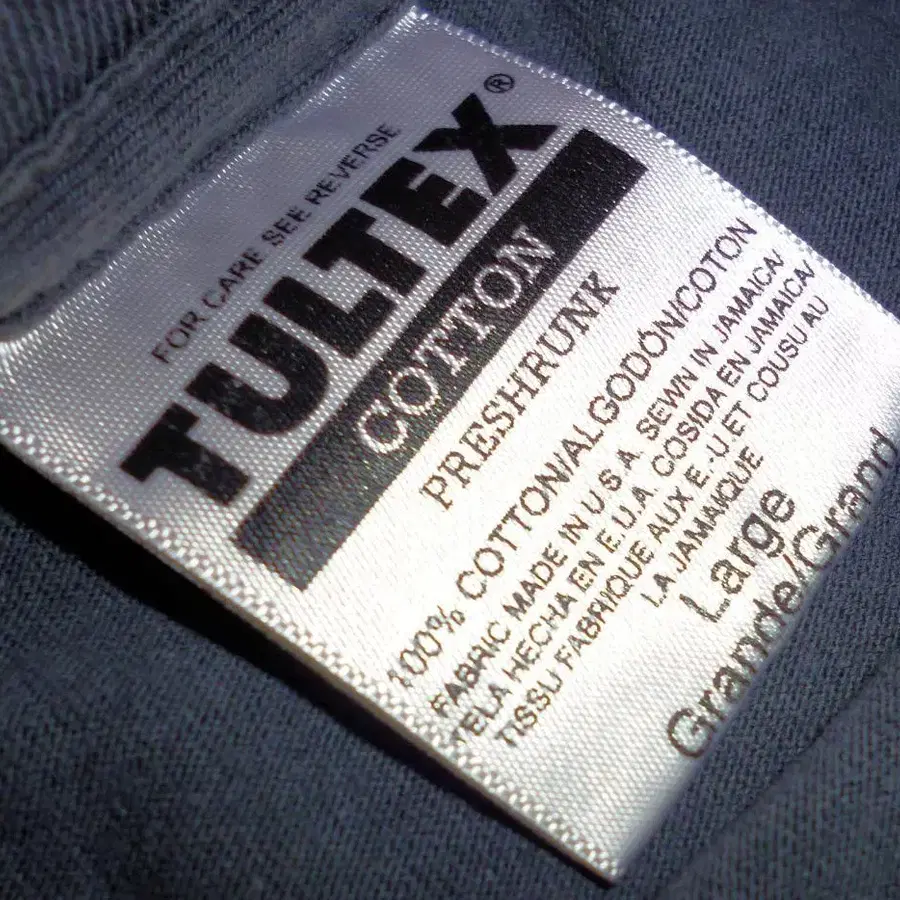 FOR CARE SEE REVERSE
TULTEX®
COTTON
PRESHRUNK
100% COTTON/ALGODÓN/COTON
FABRIC MADE IN U S A. SEWN IN JAMAICA/
TELA HECHA EN E.U.A. COSIDA EN JAMAICA/
TISSU FABRIQUE AUX E.-U ET COUSU AU
LA JAMAIQUE
Large
Grande/Grand